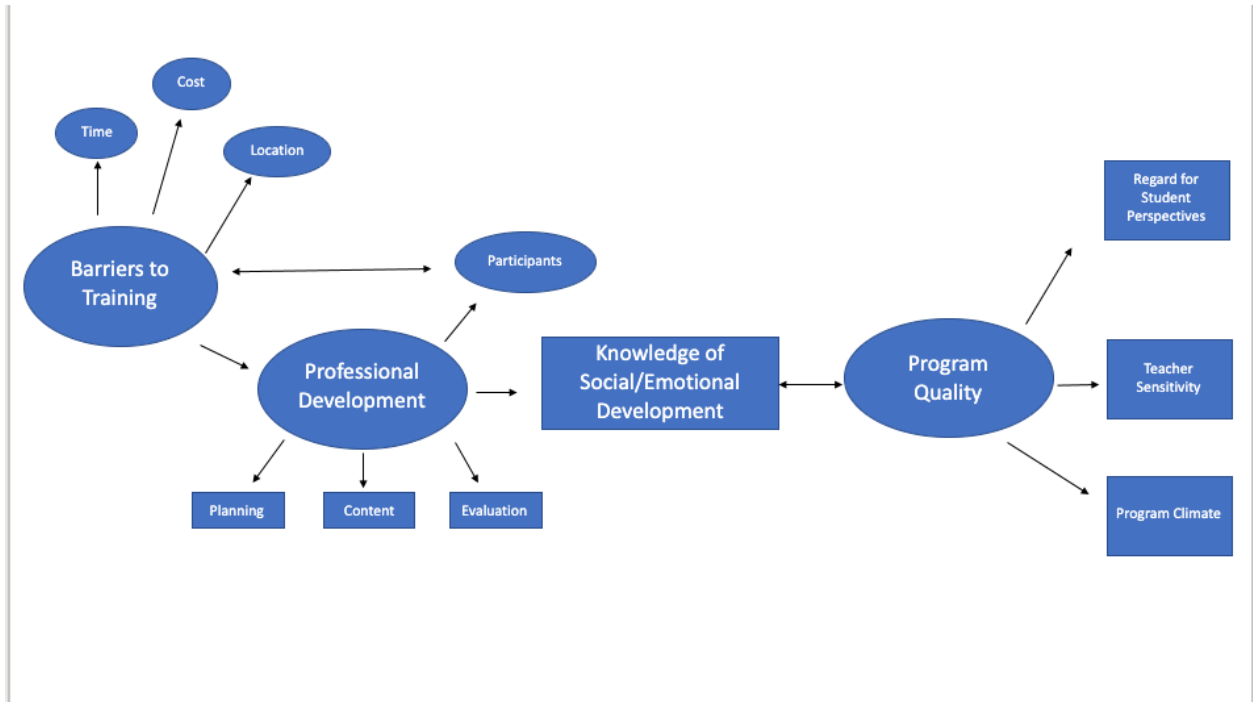 Cost
Time
Location
Barriers to
Training
Participants
Professional
Development
Planning
Content
Evaluation
Knowledge of
Social/Emotional
Development
Program
Quality
Regard for
Student
Perspectives
Teacher
Sensitivity
Program Climate